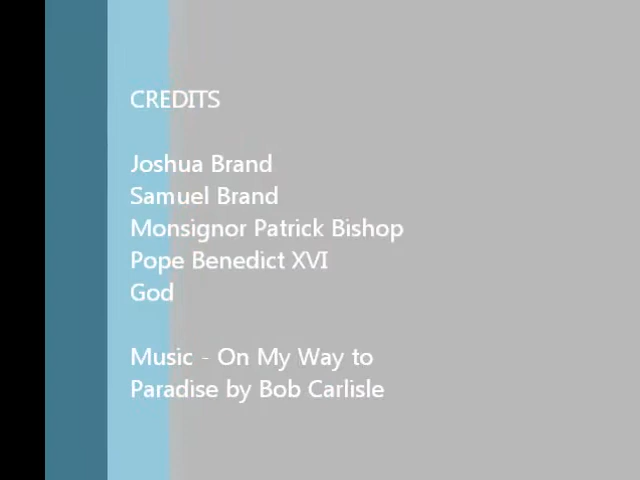 CREDITS
Joshua Brand
Samuel Brand
Monsignor Patrick Bishop
Pope Benedict XVI
God
Music - On My Way to
Paradise by Bob Carlisle